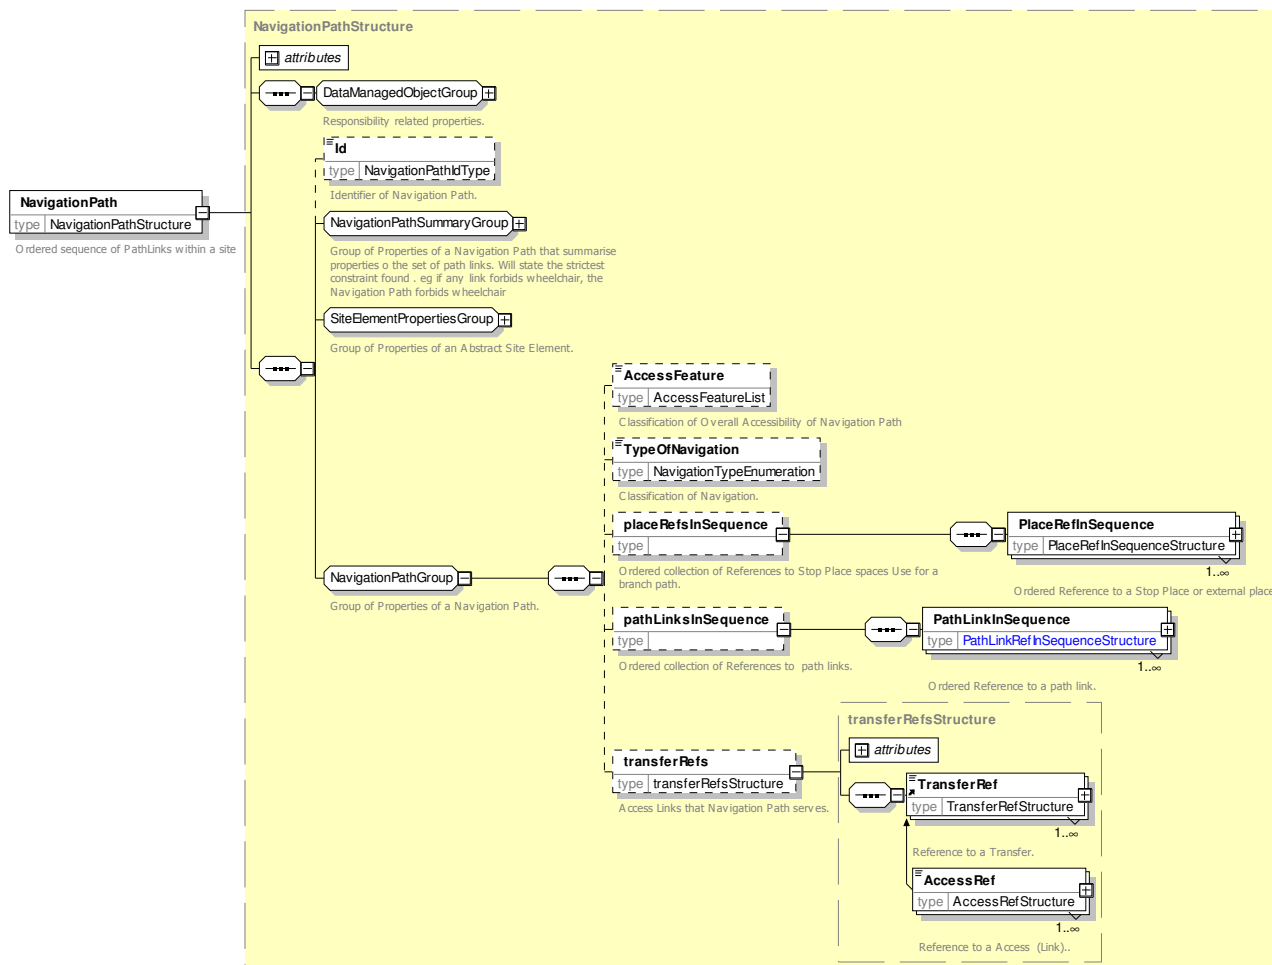 NavigationPathStructure
attributes
DataManagedObjectGroup
Responsibility related properties.
Id
type NavigationPathIdType
Identifier of Navigation Path.
NavigationPath
type NavigationPathStructure
Ordered sequence of PathLinks within a site
NavigationPathSummaryGroup
Group of Properties of a Navigation Path that summarise
properties o the set of path links. Will state the strictest
constraint found . eg if any link forbids wheelchair, the
Navigation Path forbids wheelchair
SiteElementPropertiesGroup
Group of Properties of an Abstract Site Element.
AccessFeature
type AccessFeatureList
Classification of Overall Accessibility of Navigation Path
TypeOfNavigation
type NavigationTypeEnumeration
Classification of Navigation.
placeRefsInSequence
type
Ordered collection of References to Stop Place spaces Use for a
branch path.
PlaceRefInSequence
type PlaceRefInSequenceStructure
1..∞
Ordered Reference to a Stop Place or external place
NavigationPathGroup
Group of Properties of a Navigation Path.
pathLinksInSequence
type
Ordered collection of References to path links.
PathLinkInSequence
type PathLinkRefInSequenceStructure
1..∞
Ordered Reference to a path link.
transferRefsStructure
attributes
transferRefs
type transferRefsStructure
Access Links that Navigation Path serves.
TransferRef
type TransferRefStructure
1..∞
Reference to a Transfer.
AccessRef
type AccessRefStructure
1..∞
Reference to a Access (Link)..